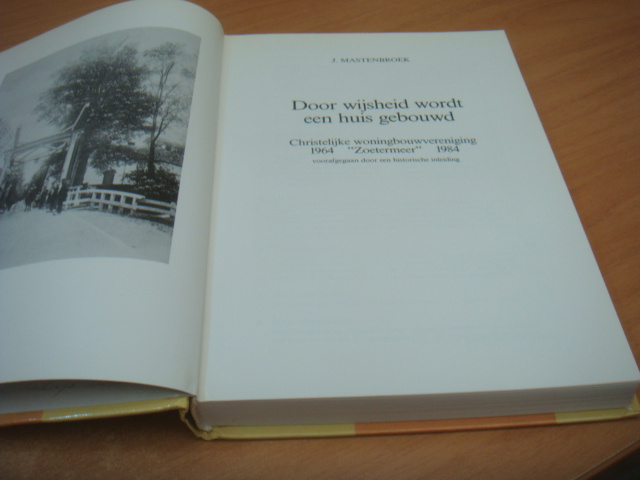 J. MASTENBROEK
Door wijsheid wordt
een huis gebouwd
Christelijke woningbouwvereniging
1964 "Zoetermeer" 1984
voorafgegaan door een historische inleiding